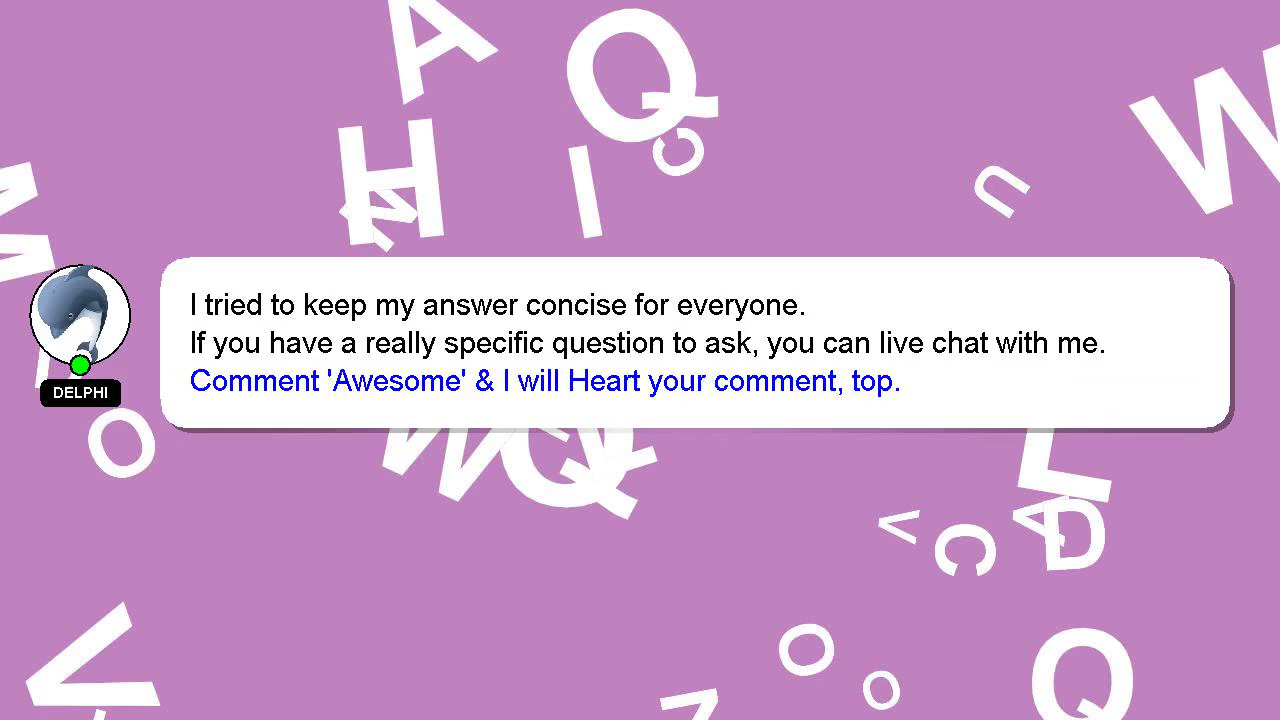 A
Q
H
C
I
W
U
M
N
I tried to keep my answer concise for everyone.
If you have a really specific question to ask, you can live chat with me.
Comment 'Awesome' & I will Heart your comment, top.
DELPHI
O
W
Q
L
V
C
A
D
V
O
O
Q
Z